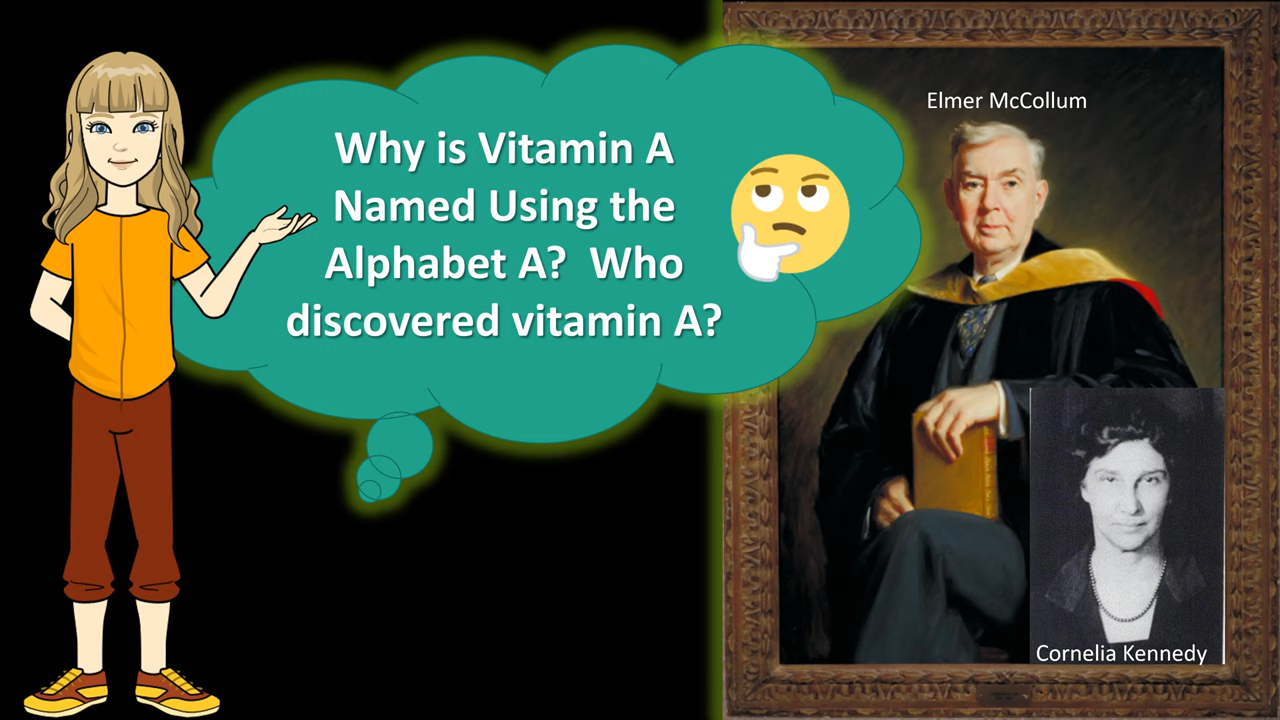 Why is Vitamin A
Named Using the
Alphabet A?  Who
discovered vitamin A?
Elmer McCollum
Cornelia Kennedy